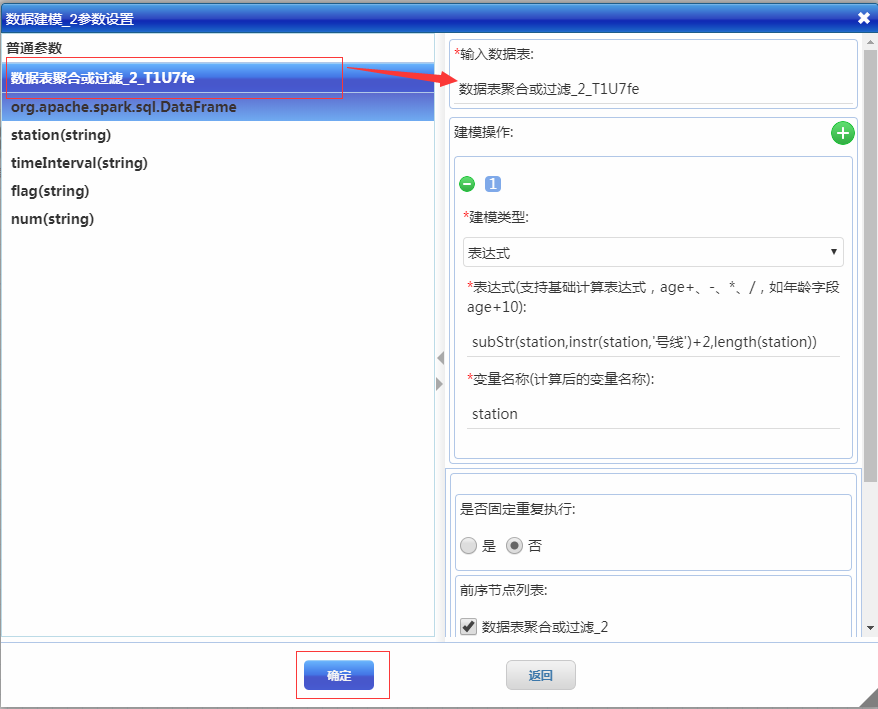 数据建模_2参数设置
普通参数
数据表聚合或过滤_2_T1U7fe
org.apache.spark.sql.DataFrame
station(string)
timeInterval(string)
flag(string)
num(string)
*输入数据表:
数据表聚合或过滤_2_T1U7fe
建模操作:
1
*建模类型:
表达式
*表达式(支持基础计算表达式，age+、-、*、/，如年龄字段
age+10):
subStr(station,instr(station,'号线')+2,length(station))
*变量名称(计算后的变量名称):
station
是否固定重复执行:
是 否
前序节点列表:
数据表聚合或过滤_2
确定 返回